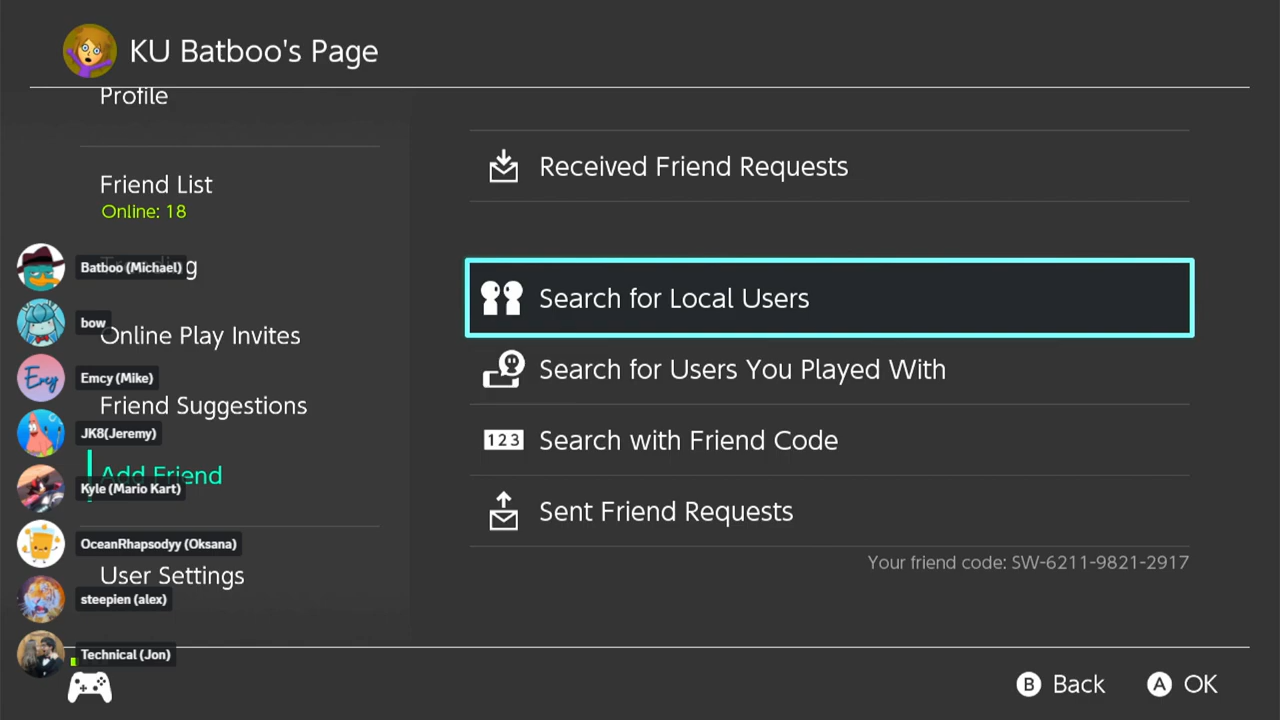 KU Batboo's Page
Profile
Friend List
Online: 18
Trending
Online Play Invites
Friend Suggestions
Add Friend
User Settings
Batboo (Michael)
bow
Emcy (Mike)
JK8(Jeremy)
Kyle (Mario Kart)
OceanRhapsodyy (Oksana)
steepien (alex)
Technical (Jon)
Emcy
Received Friend Requests
Search for Local Users
Search for Users You Played With
123
Search with Friend Code
Sent Friend Requests
Your friend code: SW-6211-9821-2917
B Back
A OK